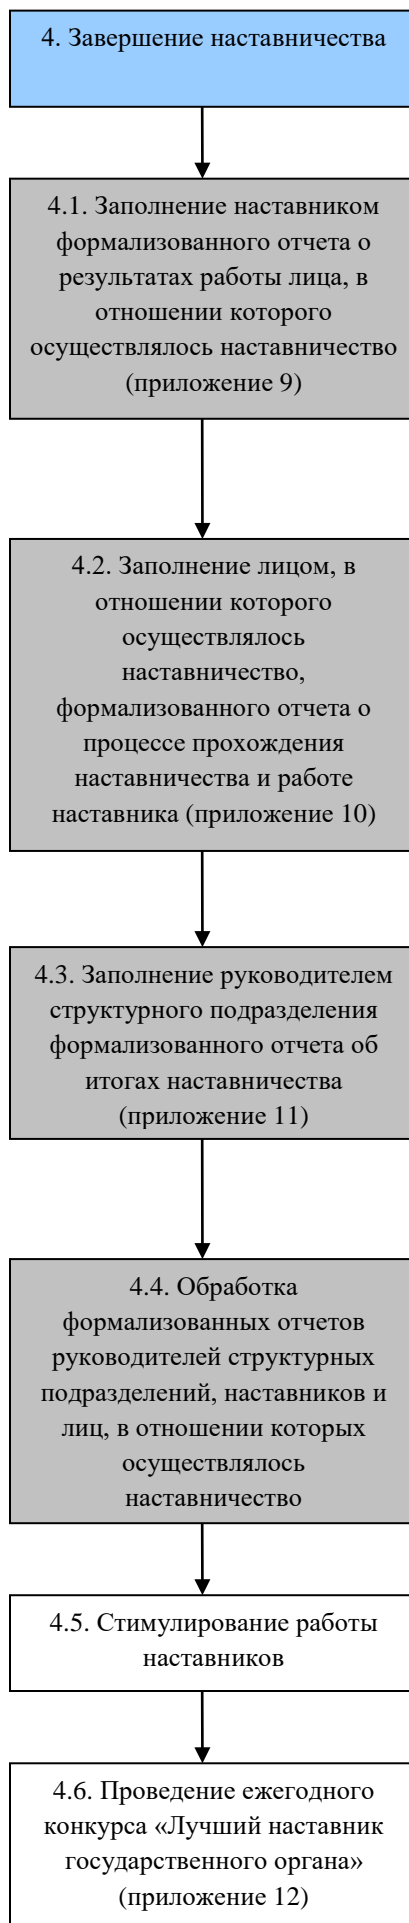 4. Завершение наставничества
4.1. Заполнение наставником
формализованного отчета о
результатах работы лица, в
отношении которого
осуществлялось наставничество
(приложение 9)
4.2. Заполнение лицом, в
отношении которого
осуществлялось
наставничество,
формализованного отчета о
процессе прохождения
наставничества и работе
наставника (приложение 10)
4.3. Заполнение руководителем
структурного подразделения
формализованного отчета об
итогах наставничества
(приложение 11)
4.4. Обработка
формализованных отчетов
руководителей структурных
подразделений, наставников и
лиц, в отношении которых
осуществлялось
наставничество
4.5. Стимулирование работы
наставников
4.6. Проведение ежегодного
конкурса «Лучший наставник
государственного органа»
(приложение 12)